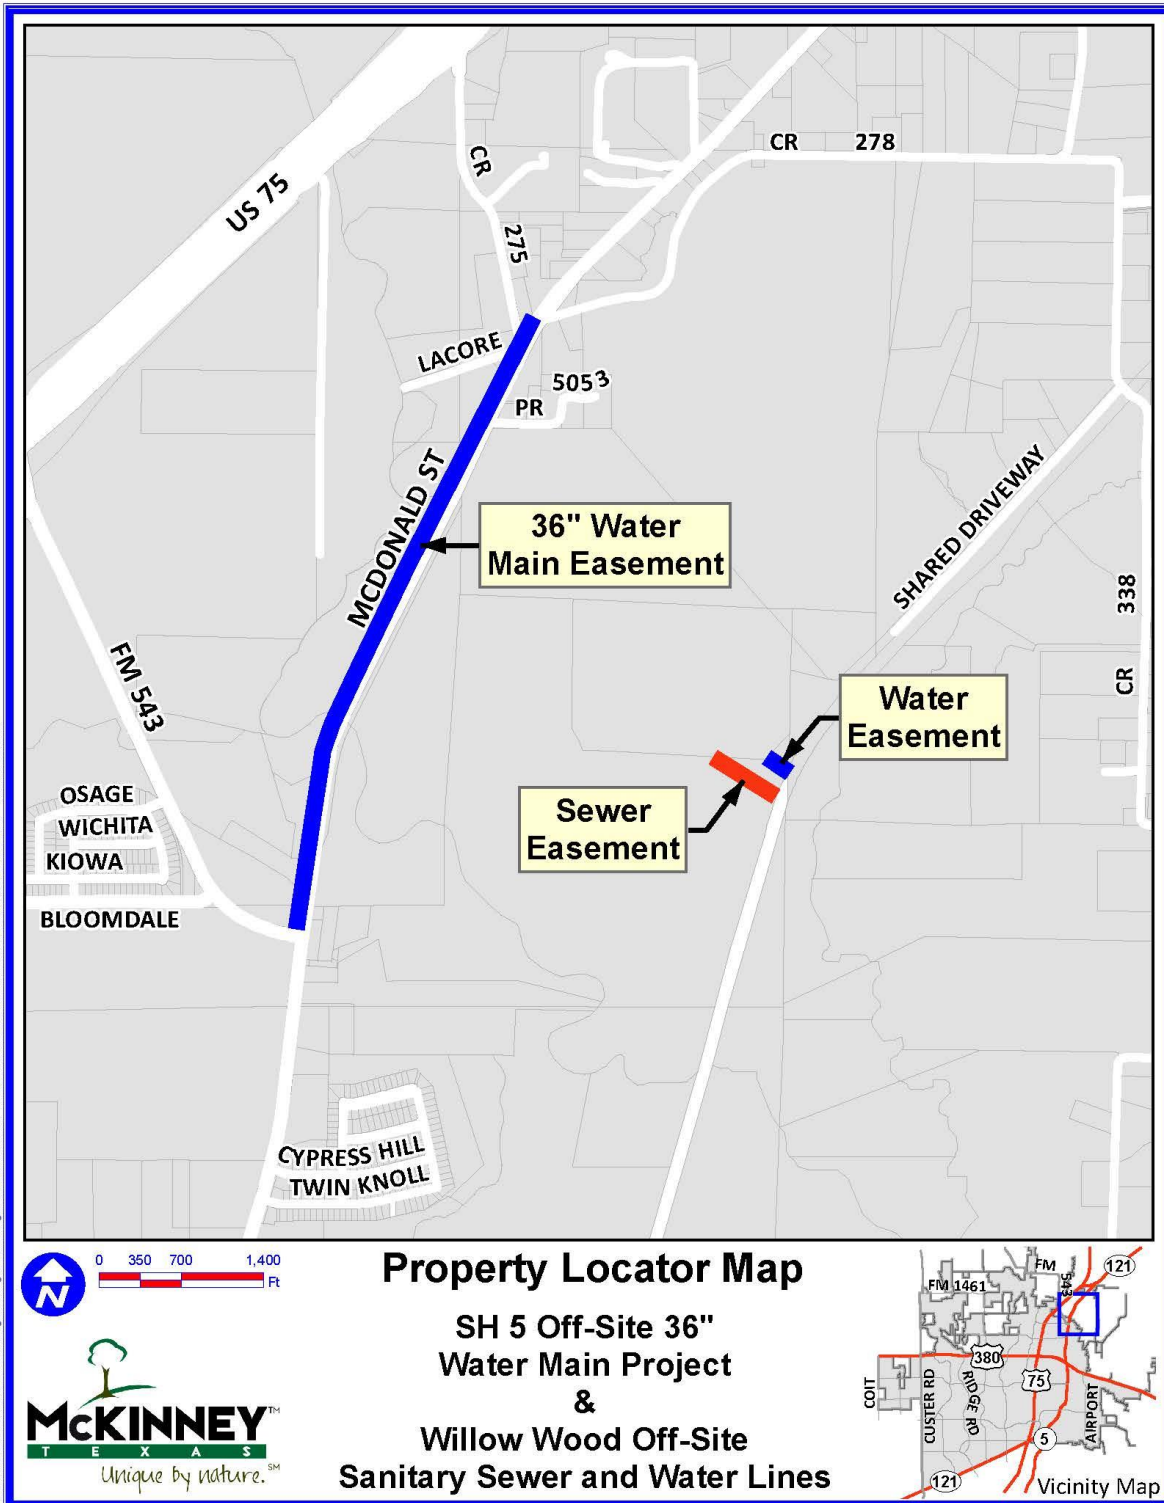 US 75
CR
275
CR 278
LACORE
5053
PR
MCDONALD ST
36" Water
Main Easement
SHARED DRIVEWAY
338
CR
FM 543
Water
Easement
Sewer
Easement
OSAGE
WICHITA
KIOWA
BLOOMDALE
CYPRESS HILL
TWIN KNOLL
N
0 350 700 1,400
Ft
Property Locator Map
SH 5 Off-Site 36"
Water Main Project
&
Willow Wood Off-Site
Sanitary Sewer and Water Lines
McKINNEY™
TEXAS
Unique by nature.℠
FM 1461
FM
543
121
380
75
COIT
CUSTER RD
RIDGE RD
AIRPORT
5
121
Vicinity Map